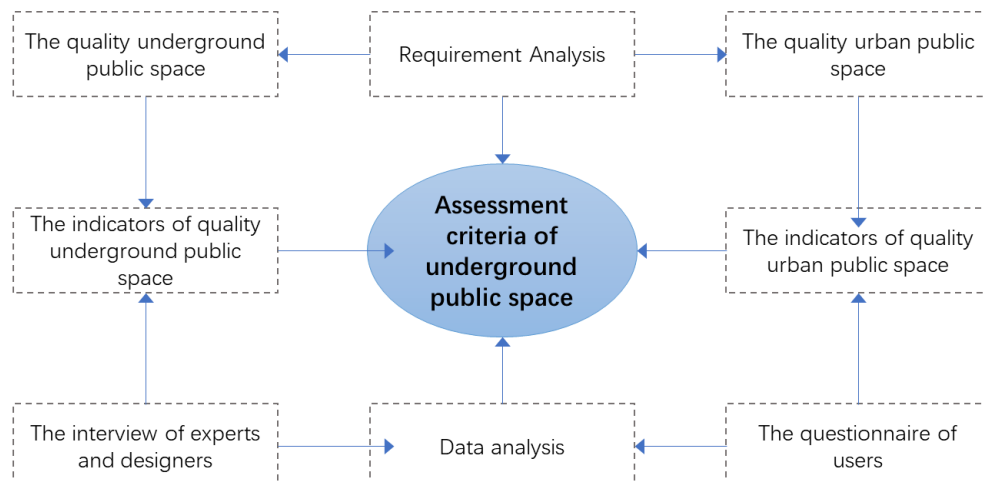 The quality underground
public space
Requirement Analysis
The quality urban public
space
The indicators of quality
underground public
space
Assessment
criteria of
underground
public space
The indicators of quality
urban public space
The interview of experts
and designers
Data analysis
The questionnaire of
users